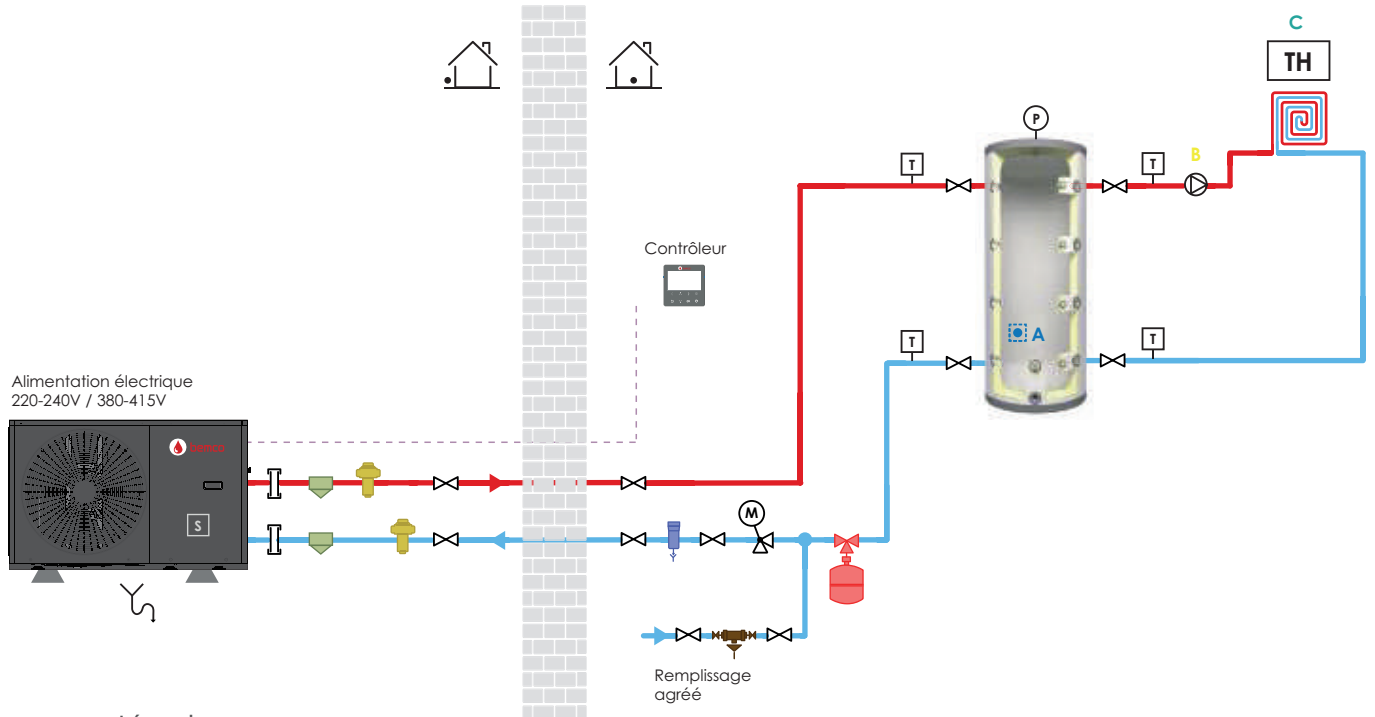 C
TH
P
T
T
B
Contrôleur
A
T
T
Alimentation électrique
220-240V / 380-415V
S
M
Remplissage
agréé